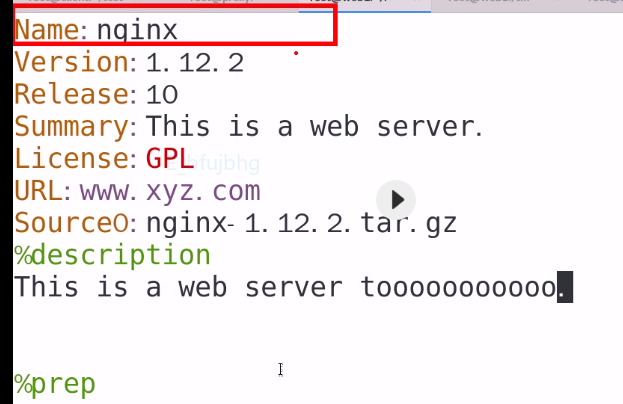 Name: nginx
Version: 1.12.2
Release: 10
Summary: This is a web server.
License: GPL
URL: www.xyz.com
Source0: nginx-1.12.2.tar.gz
%description
This is a web server tooooooooooo.
%prep